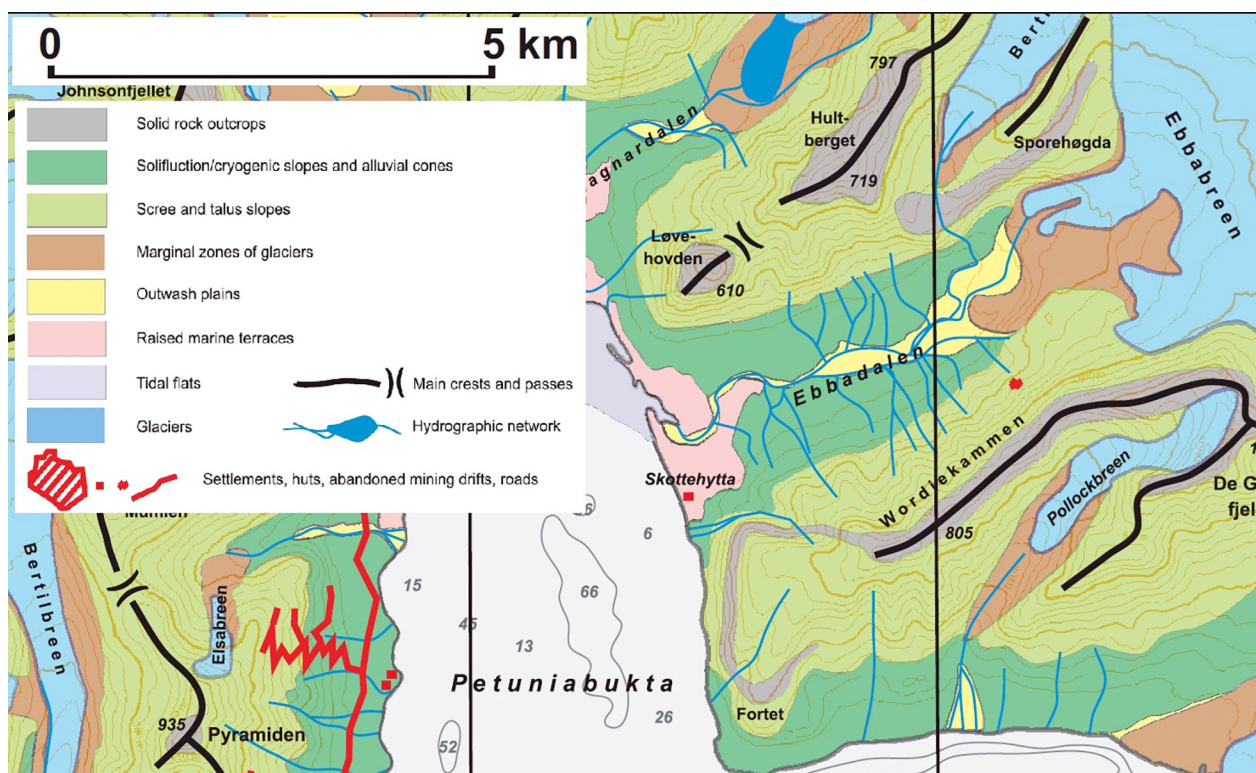 0 5 km
Johnsonfjellet
Solid rock outcrops
Solifluction/cryogenic slopes and alluvial cones
Scree and talus slopes
Marginal zones of glaciers
Outwash plains
Raised marine terraces
Tidal flats
Main crests and passes
Glaciers
Hydrographic network
Settlements, huts, abandoned mining drifts, roads
797
Hult-
berget
719
agnardalen
Løve-
hovden
610
Berti
Sporehøgda
Ebbabreen
Ebbadalen
Skottehytta
Wordiekammen
805
Pollockbreen
De G
fjel
6
66
15
45
13
Petuniabukta
26
52
Fortet
Bertilbreen
Elsabreen
935
Pyramiden